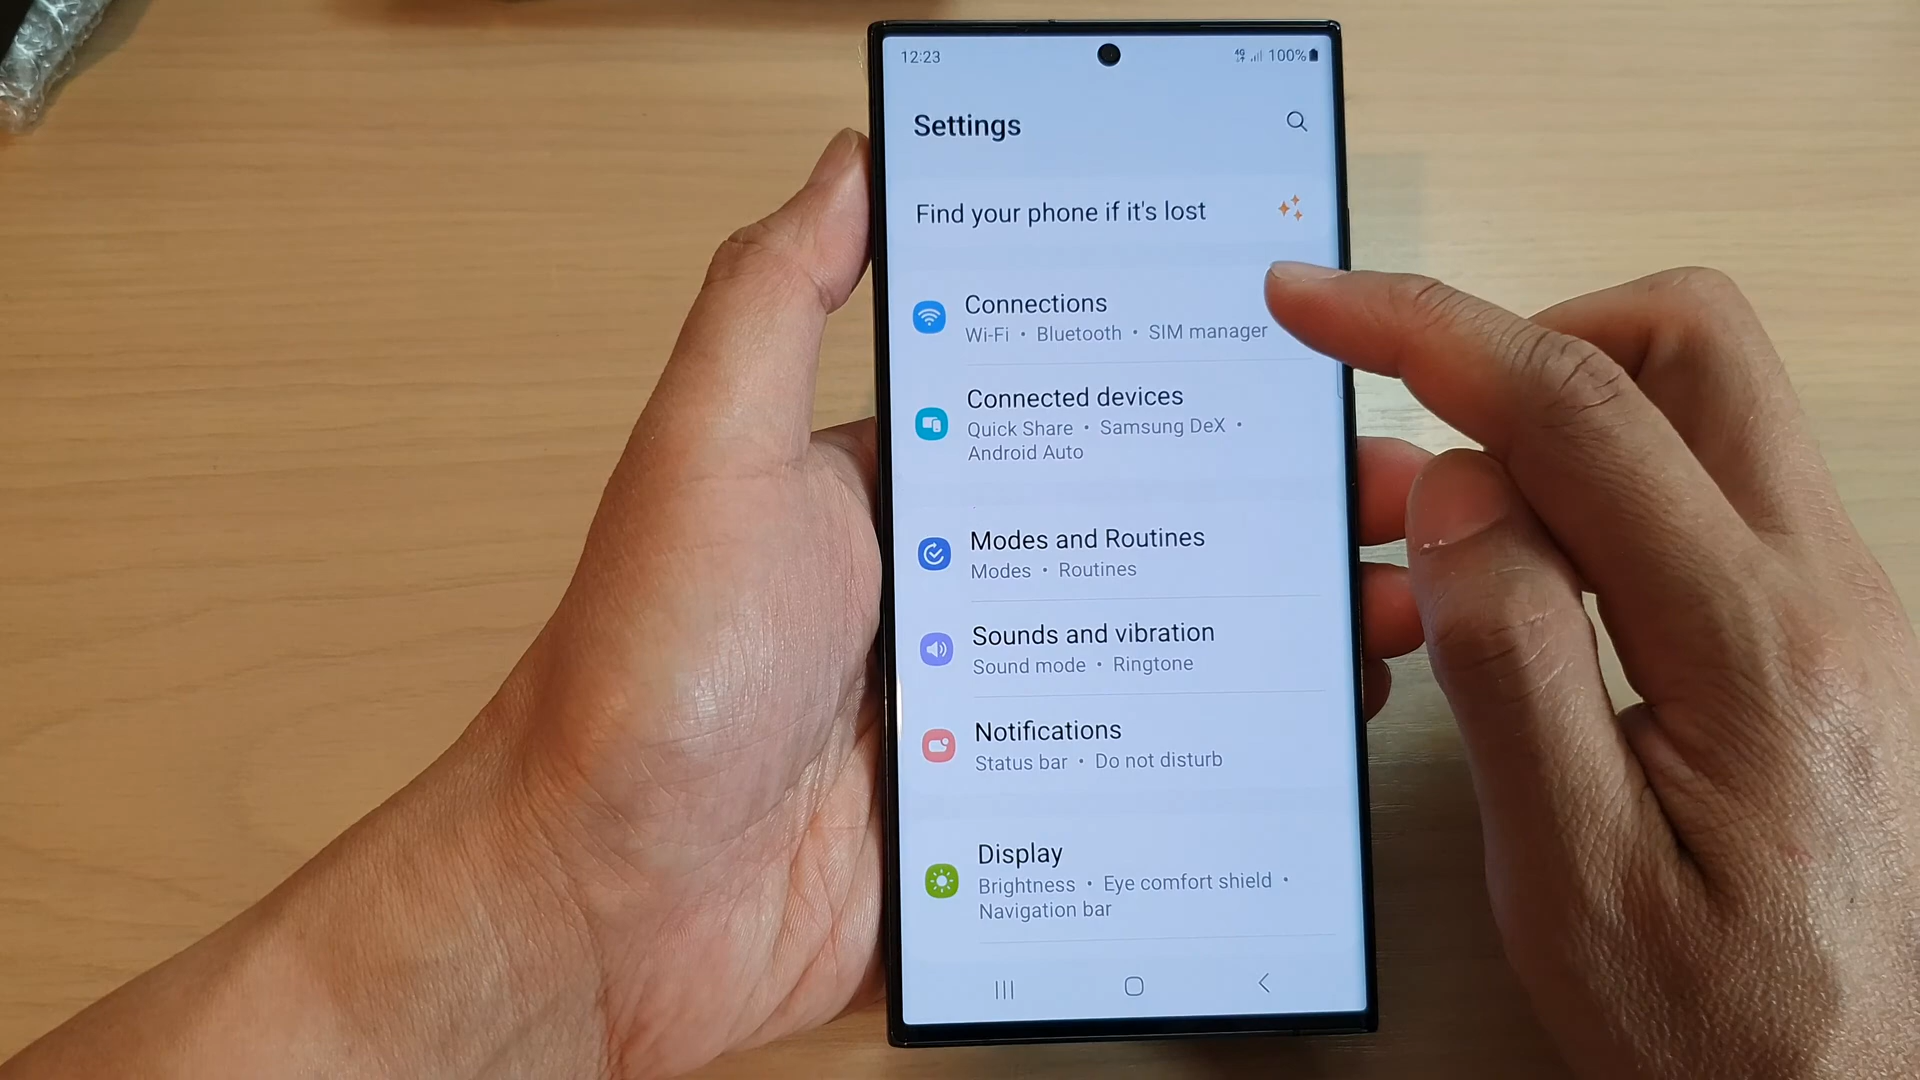 12:23
4G 100%
Settings
Find your phone if it's lost
Connections
Wi-Fi • Bluetooth • SIM manager
Connected devices
Quick Share • Samsung DeX •
Android Auto
Modes and Routines
Modes • Routines
Sounds and vibration
Sound mode • Ringtone
Notifications
Status bar • Do not disturb
Display
Brightness • Eye comfort shield •
Navigation bar